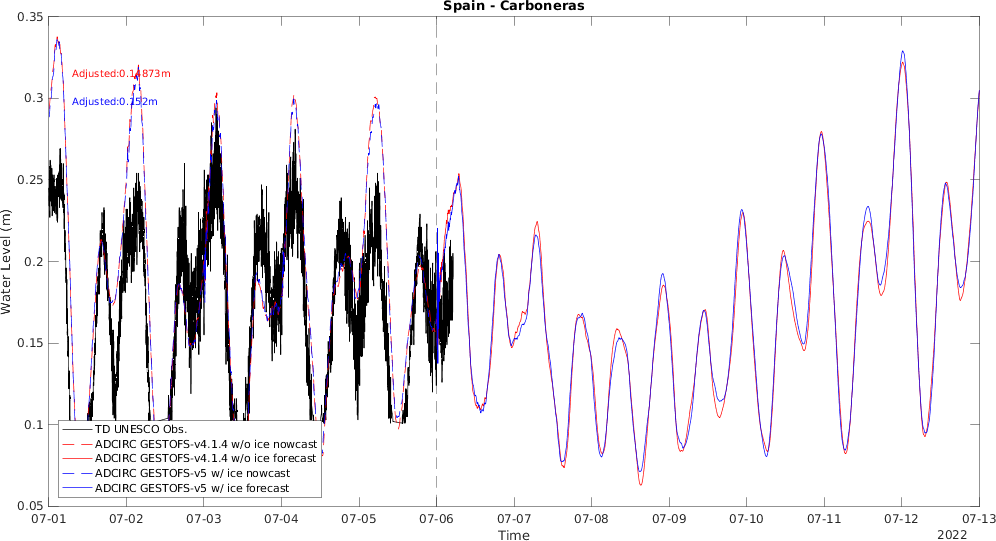 Spain - Carboneras
0.35
0.3
0.25
0.2
0.15
0.1
0.05
Water Level (m)
Adjusted:0.14873m
Adjusted:0.152m
TD UNESCO Obs.
ADCIRC GESTOFS-v4.1.4 w/o ice nowcast
ADCIRC GESTOFS-v4.1.4 w/o ice forecast
ADCIRC GESTOFS-v5 w/ ice nowcast
ADCIRC GESTOFS-v5 w/ ice forecast
07-01 07-02 07-03 07-04 07-05 07-06 07-07 07-08 07-09 07-10 07-11 07-12 07-13
Time
2022